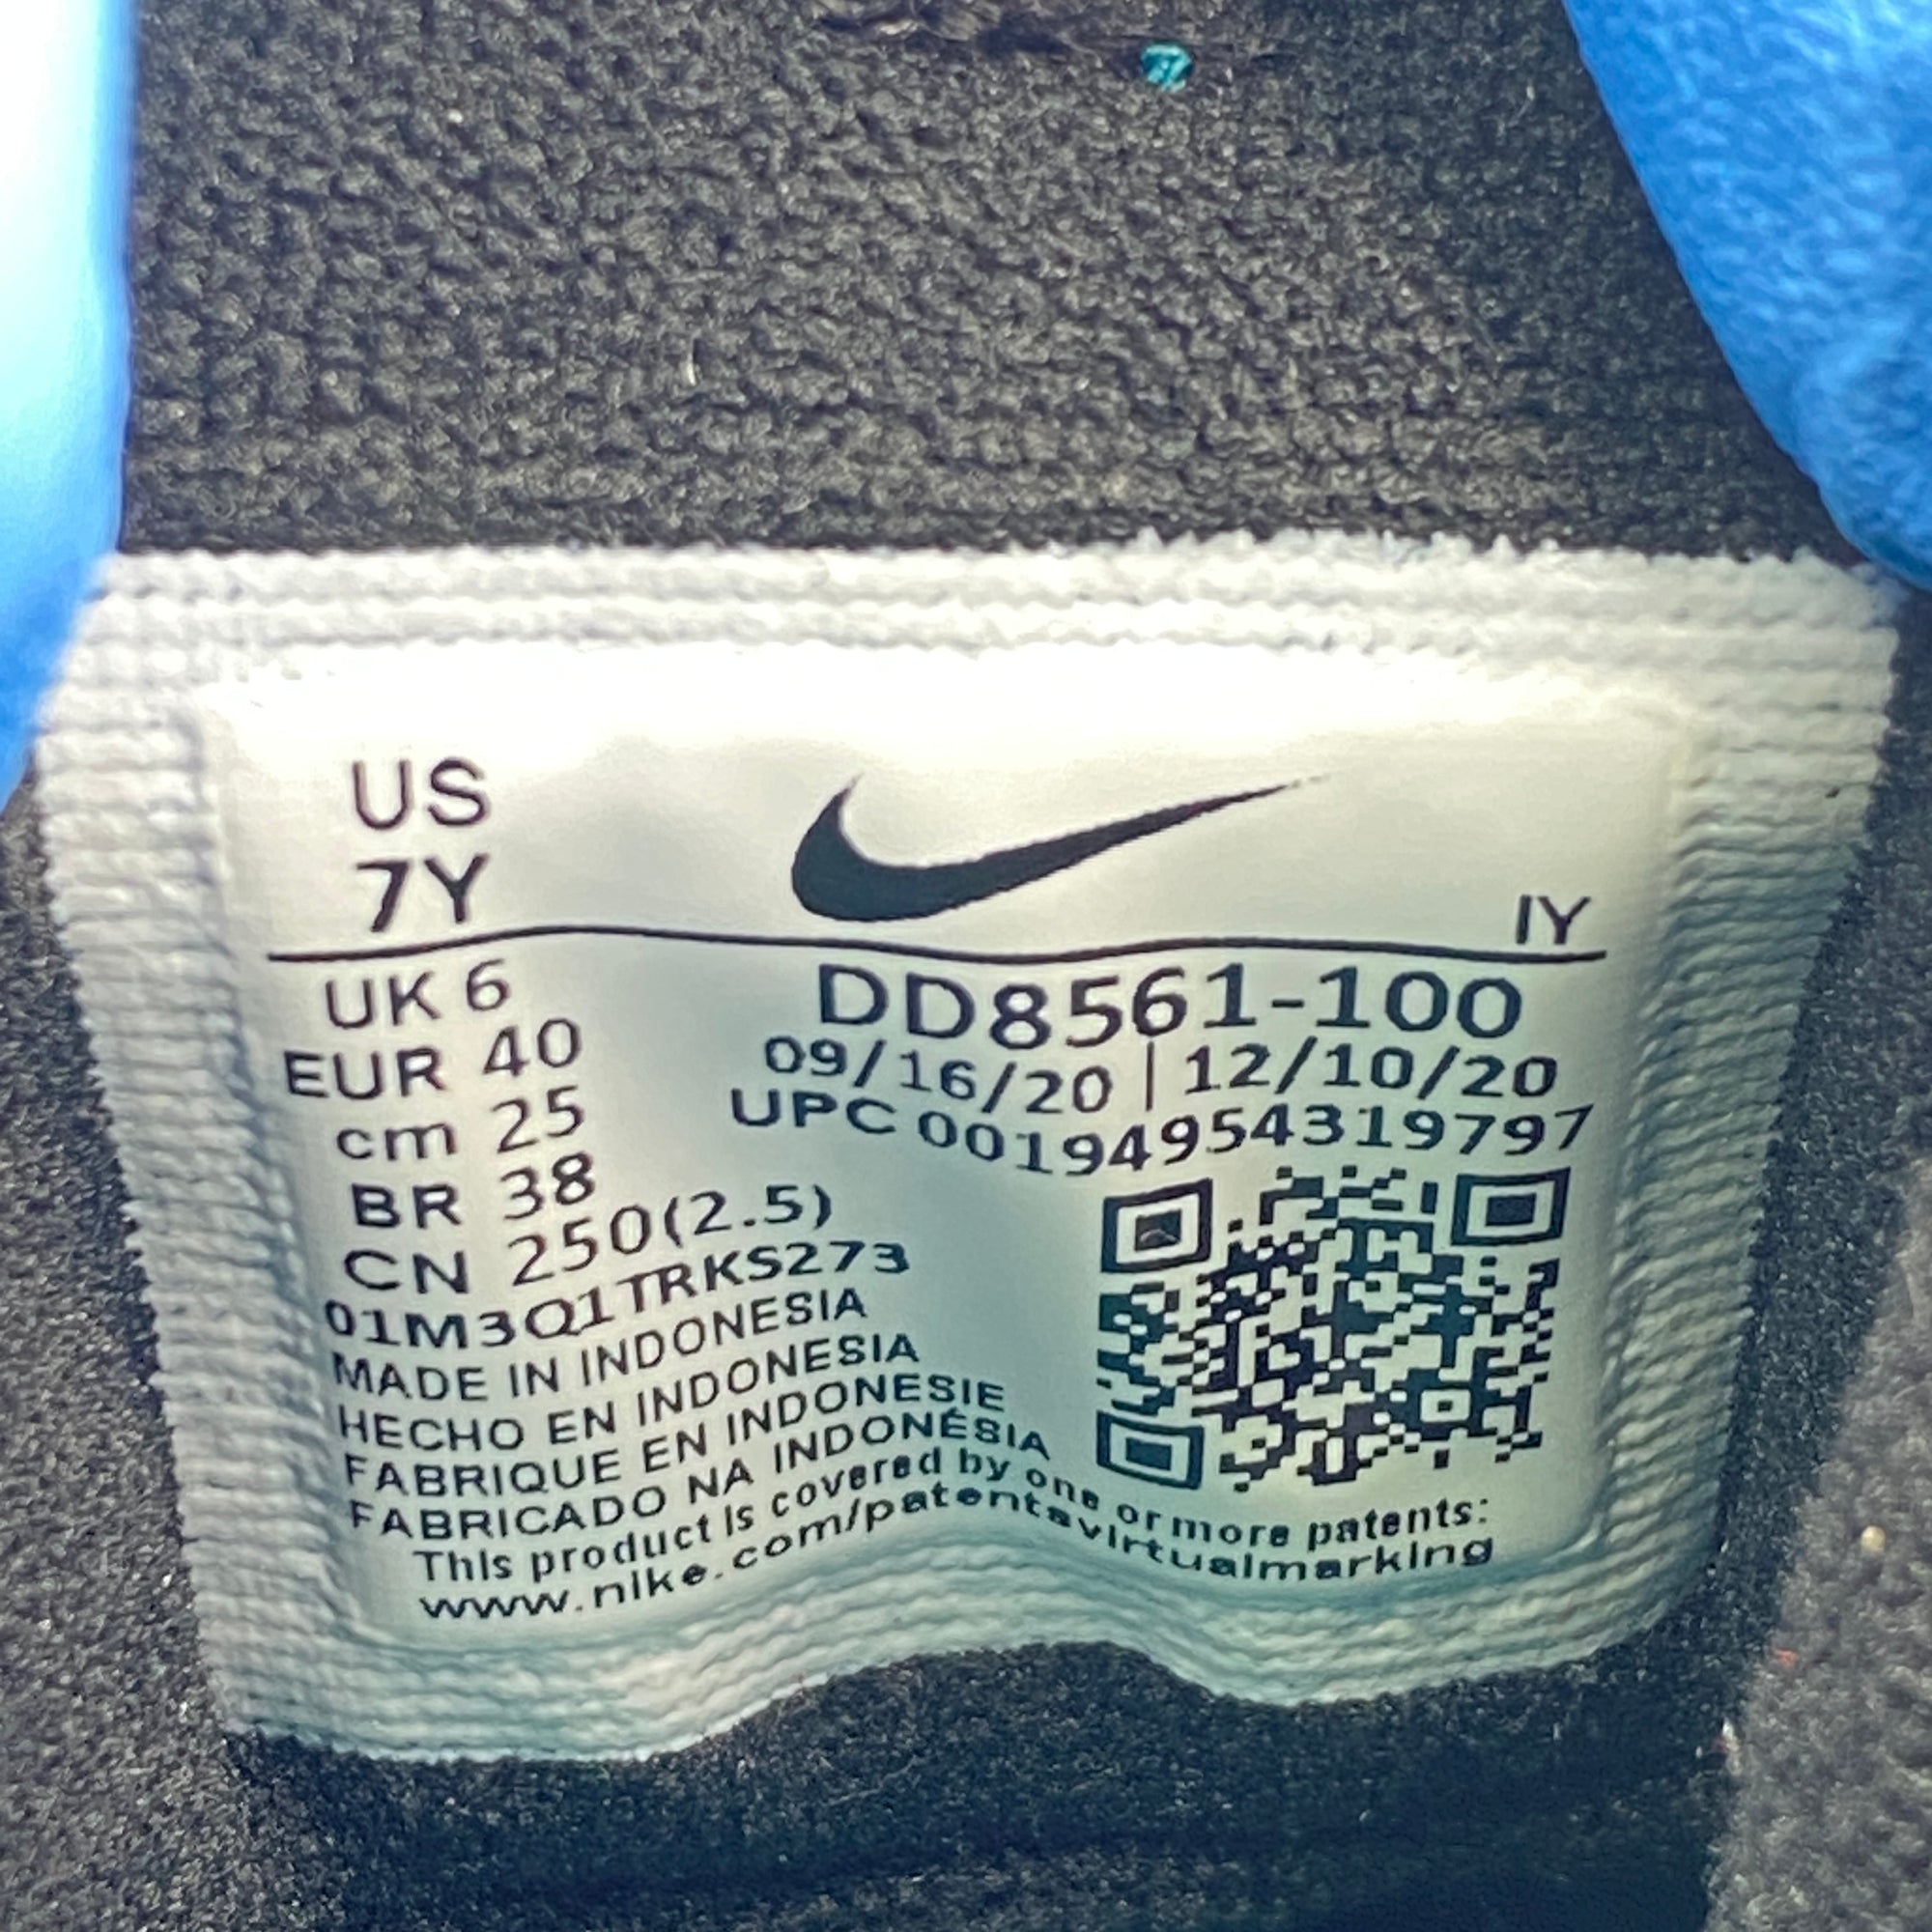 US
7Y
IY
UK 6
EUR 40
cm 25
BR 38
CN 250(2.5)
DD8561-100
09/16/20 | 12/10/20
UPC 00194954319797
01M3Q1TRKS273
MADE IN INDONESIA
HECHO EN INDONESIA
FABRIQUE EN INDONESIE
FABRICADO NA INDONÉSIA
This product is covered by one or more patents:
www.nike.com/patentsvirtualmarking